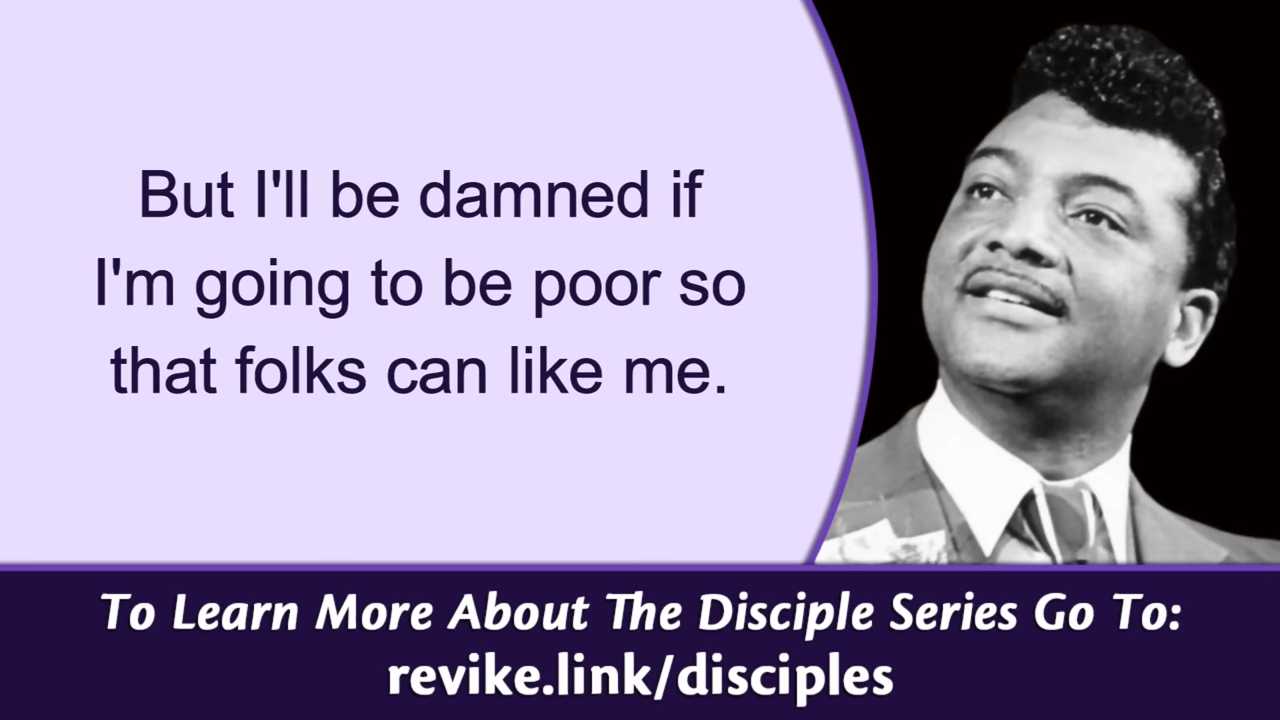 But I'll be damned if
I'm going to be poor so
that folks can like me.
To Learn More About The Disciple Series Go To:
revike.link/disciples